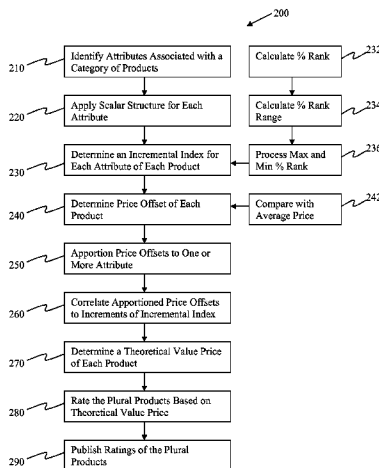 200
210
Identify Attributes Associated with a
Category of Products
Calculate % Rank
232
220
Apply Scalar Structure for Each
Attribute
Calculate % Rank
Range
234
230
Determine an Incremental Index for
Each Attribute of Each Product
Process Max and
Min % Rank
236
240
Determine Price Offset of Each
Product
Compare with
Average Price
242
250
Apportion Price Offsets to One or
More Attribute
260
Correlate Apportioned Price Offsets
to Increments of Incremental Index
270
Determine a Theoretical Value Price
of Each Product
280
Rate the Plural Products Based on
Theoretical Value Price
290
Publish Ratings of the Plural
Products